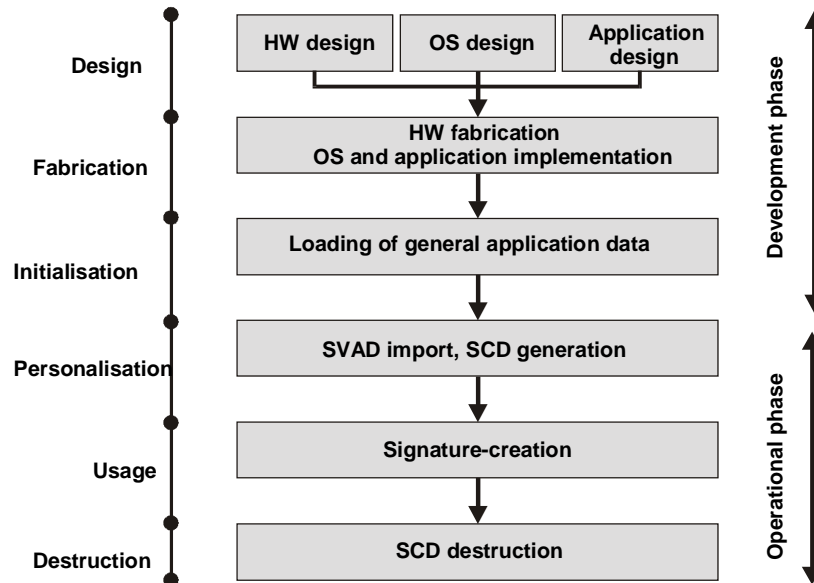 Design
HW design
OS design
Application
design
Fabrication
HW fabrication
OS and application implementation
Initialisation
Loading of general application data
Development phase
Personalisation
SVAD import, SCD generation
Usage
Signature-creation
Destruction
SCD destruction
Operational phase